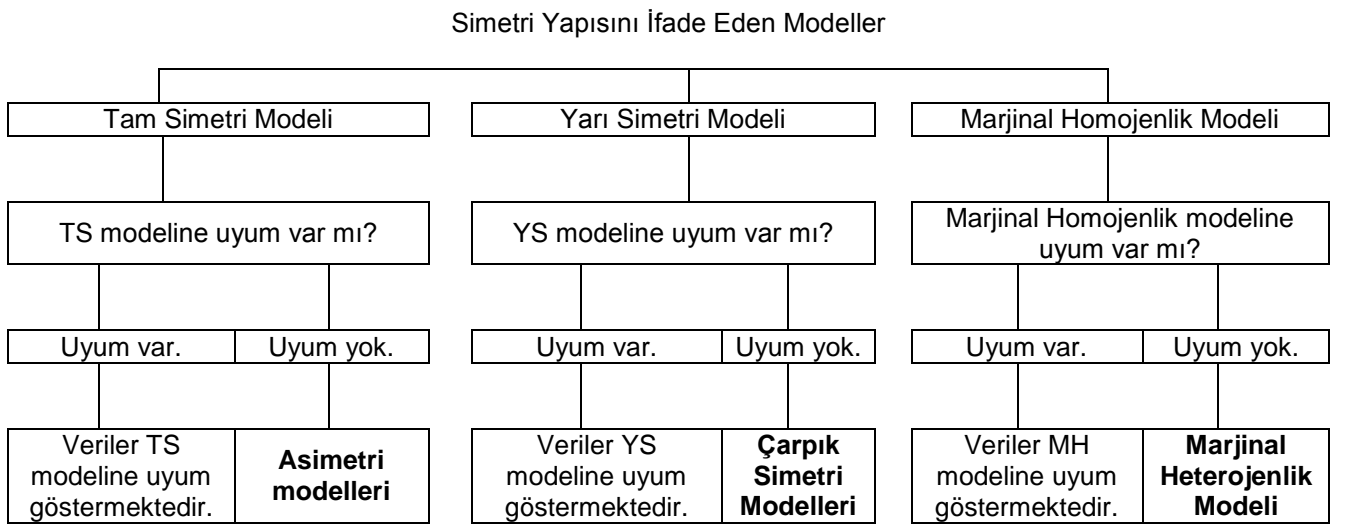 Simetri Yapısını İfade Eden Modeller
Tam Simetri Modeli
Yarı Simetri Modeli
Marjinal Homojenlik Modeli
TS modeline uyum var mı?
YS modeline uyum var mı?
Marjinal Homojenlik modeline
uyum var mı?
Uyum var.
Uyum yok.
Uyum var.
Uyum yok.
Uyum var.
Uyum yok.
Veriler TS
modeline uyum
göstermektedir.
Asimetri
modelleri
Veriler YS
modeline uyum
göstermektedir.
Çarpık
Simetri
Modelleri
Veriler MH
modeline uyum
göstermektedir.
Marjinal
Heterojenlik
Modeli